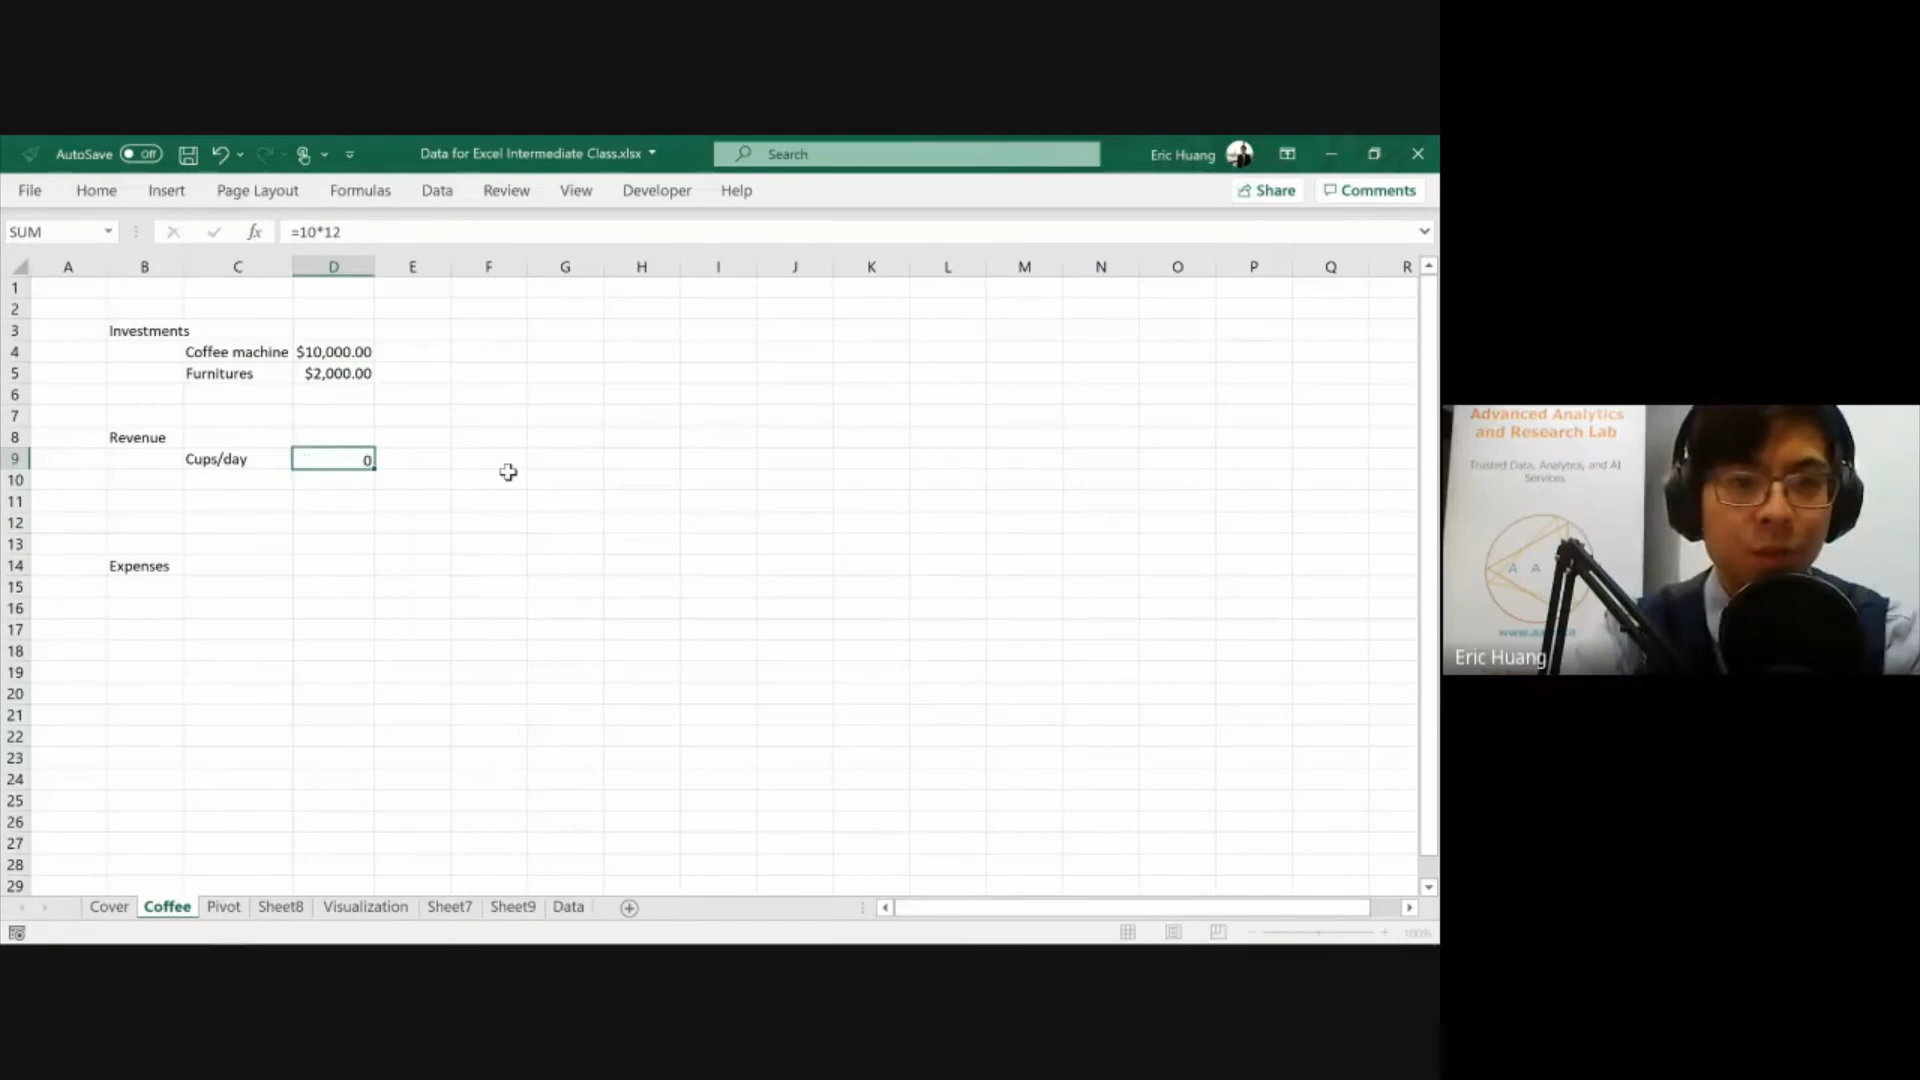 AutoSave Off Data for Excel Intermediate Class.xlsx Search Eric Huang
File Home Insert Page Layout Formulas Data Review View Developer Help Share Comments
SUM fx =10*12
A B C D E F G H I J K L M N O P Q R
1
2
3 Investments
4 Coffee machine $10,000.00
5 Furnitures $2,000.00
6
7
8 Revenue
9 Cups/day 0
10
11
12
13
14 Expenses
15
16
17
18
19
20
21
22
23
24
25
26
27
28
29
Cover Coffee Pivot Sheet8 Visualization Sheet7 Sheet9 Data
100%
Advanced Analytics
and Research Lab
Trusted Data, Analytics, and AI
Services
A A
Eric Huang